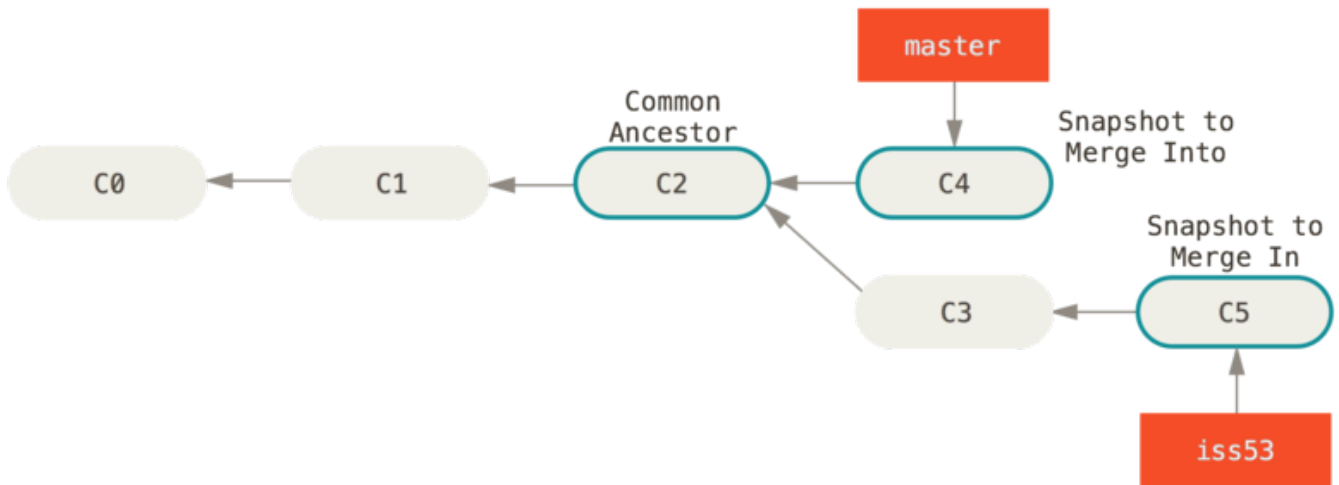 master
Common
Ancestor
Snapshot to
Merge Into
C0
C1
C2
C4
Snapshot to
Merge In
C3
C5
iss53